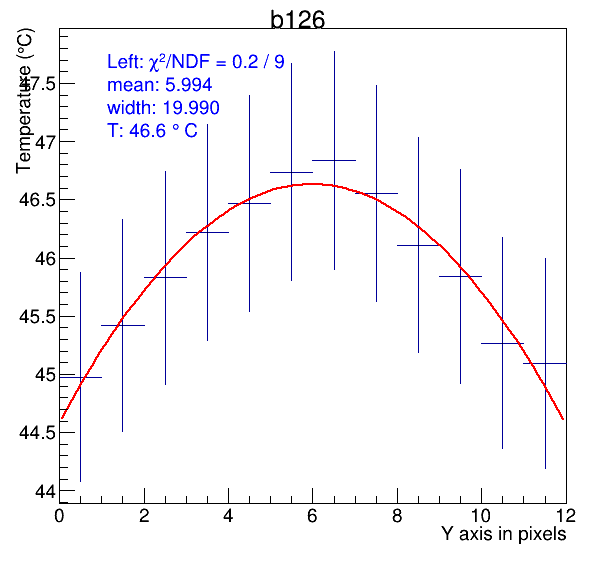 b126
Temperature (°C)
Left: χ²/NDF = 0.2 / 9
mean: 5.994
width: 19.990
T: 46.6 ° C
47.5
47
46.5
46
45.5
45
44.5
44
0 2 4 6 8 10 12
Y axis in pixels